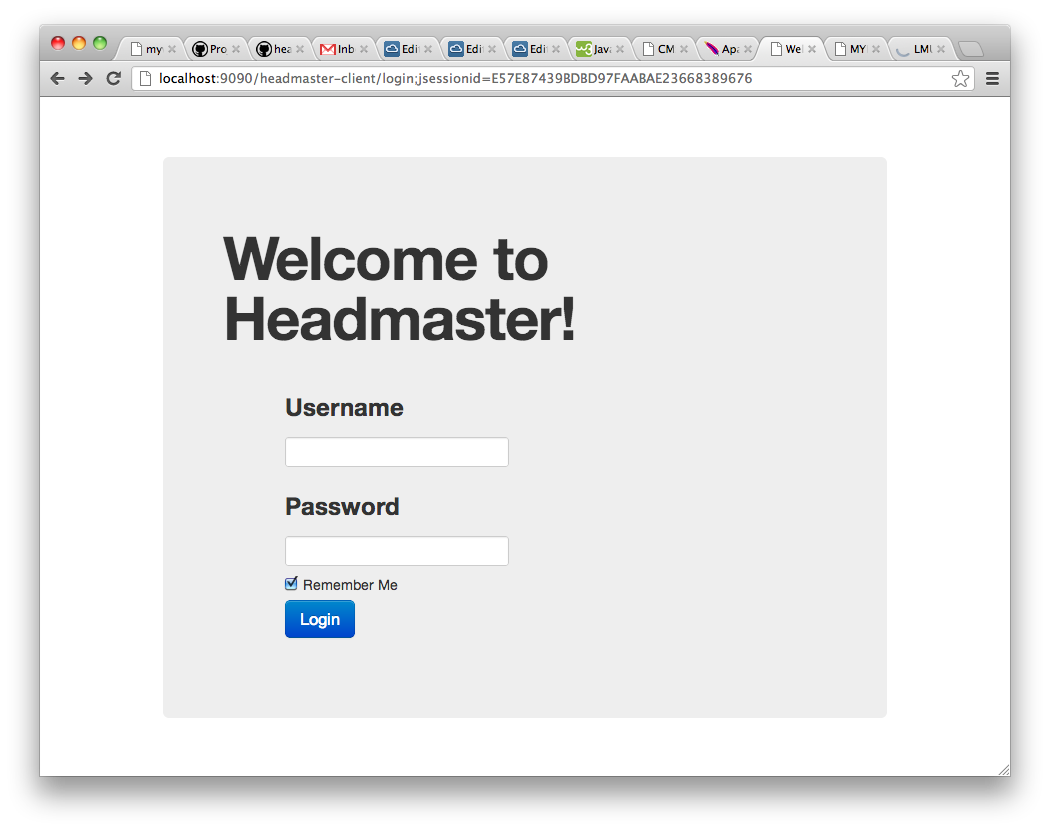 my Pro hea Inb Edi Edi Edi Java CM Apa Wel MY LMU
localhost:9090/headmaster-client/login;jsessionid=E57E87439BDBD97FAABAE23668389676
Welcome to
Headmaster!
Username
Password
Remember Me
Login